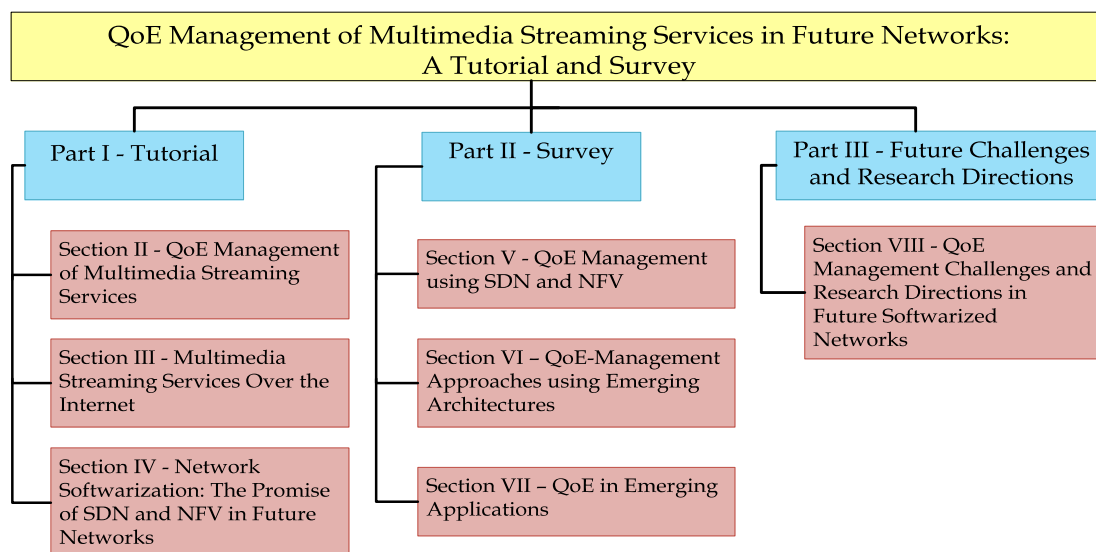 QoE Management of Multimedia Streaming Services in Future Networks:
A Tutorial and Survey
Part I - Tutorial
Section II - QoE Management
of Multimedia Streaming
Services
Section III - Multimedia
Streaming Services Over the
Internet
Section IV - Network
Softwarization: The Promise
of SDN and NFV in Future
Networks
Part II - Survey
Section V - QoE Management
using SDN and NFV
Section VI – QoE-Management
Approaches using Emerging
Architectures
Section VII – QoE in Emerging
Applications
Part III - Future Challenges
and Research Directions
Section VIII - QoE
Management Challenges and
Research Directions in
Future Softwarized
Networks